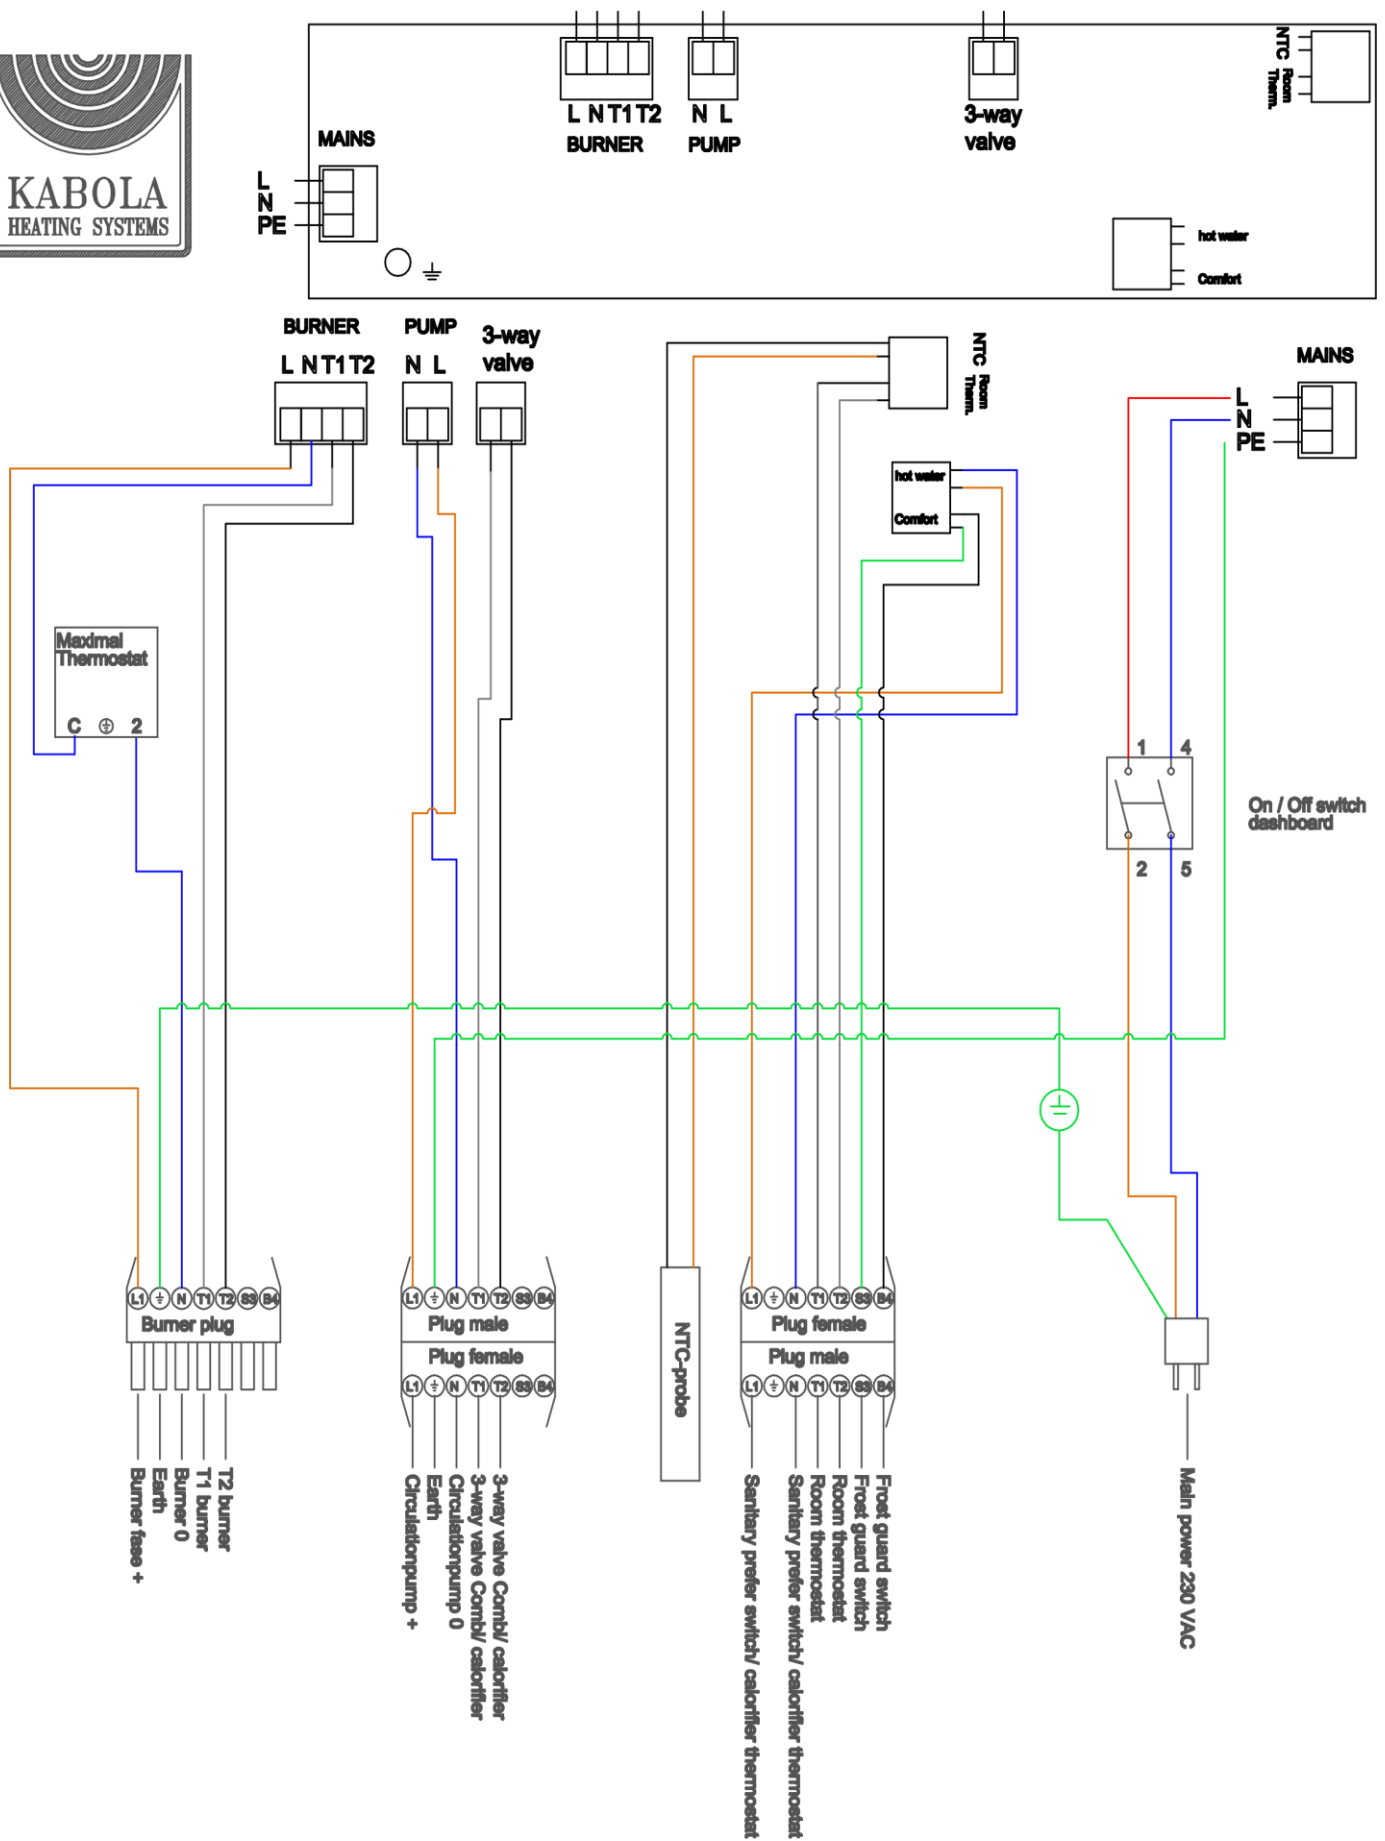 KABOLA
HEATING SYSTEMS
MAINS
L
N
PE
L N T1 T2
BURNER
N L
PUMP
3-way
valve
NTC Room
Therm.
hot water
Comfort
BURNER
L N T1 T2
PUMP
N L
3-way
valve
NTC Room
Therm.
hot water
Comfort
MAINS
L
N
PE
Maximal
Thermostat
C 2
1 4
On / Off switch
dashboard
2 5
L1 N T1 T2 S3 B4
Burner plug
L1 N T1 T2 S3 B4
Plug male
Plug female
L1 N T1 T2 S3 B4
NTC-probe
L1 N T1 T2 S3 B4
Plug female
Plug male
L1 N T1 T2 S3 B4
Burner fase +
Earth
Burner 0
T1 burner
T2 burner
Circulationpump +
Earth
Circulationpump 0
3-way valve Combi/ calorifier
3-way valve Combi/ calorifier
Sanitary prefer switch/ calorifier thermostat
Sanitary prefer switch/ calorifier thermostat
Room thermostat
Room thermostat
Frost guard switch
Frost guard switch
Main power 230 VAC